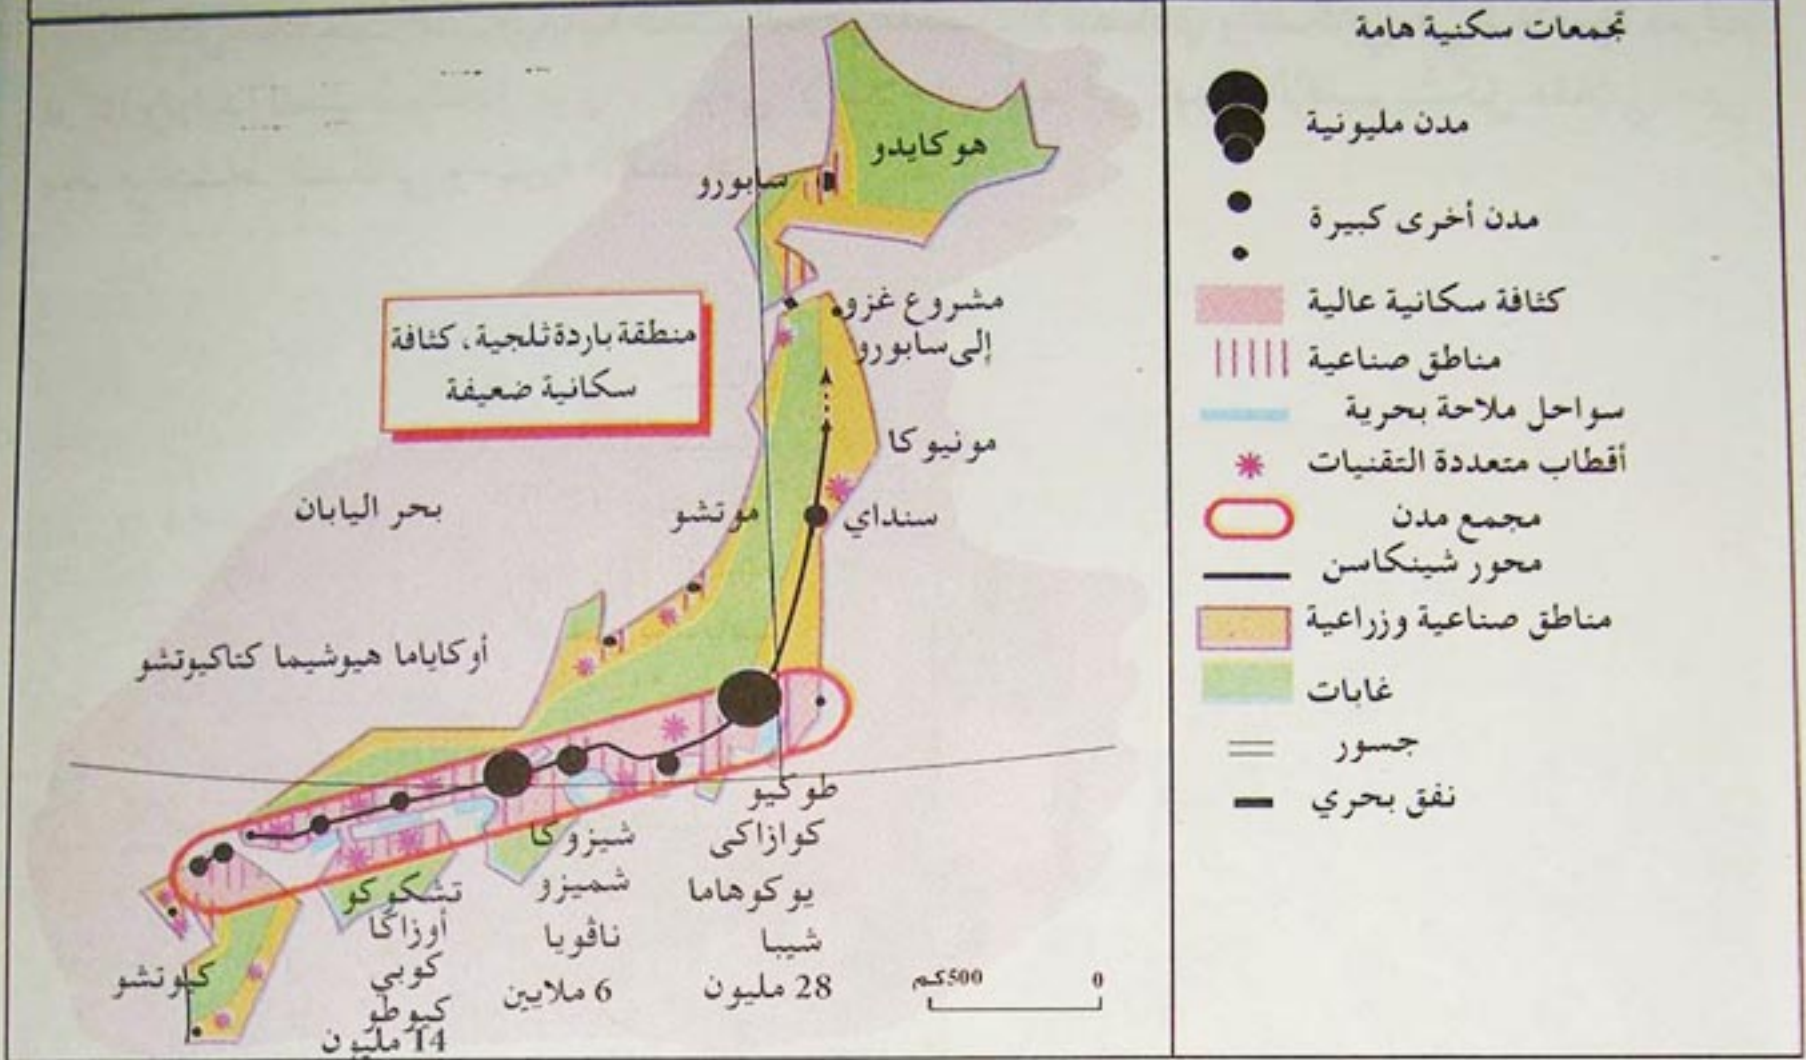 تجمعات سكنية هامة
مدن مليونية
مدن أخرى كبيرة
كثافة سكانية عالية
مناطق صناعية
سواحل ملاحة بحرية
أقطاب متعددة التقنيات
مجمع مدن
محور شينكاسن
مناطق صناعية وزراعية
غابات
جسور
نفق بحري
هوكايدو
سابورو
مشروع غزو
إلى سابورو
منطقة باردة ثلجية، كثافة
سكانية ضعيفة
مونيوكا
بحر اليابان
موتشو
سنداي
أوكاياما هيوشيما كتاكيوتشو
طوكيو
كوازاكى
يوكوهاما
شيبا
28 مليون
شيزوكا
شميزو
ناڤويا
6 ملايين
تشكوكو
أوزاكا
كوبي
كيوطو
14 مليون
كيوتشو
500كم
0